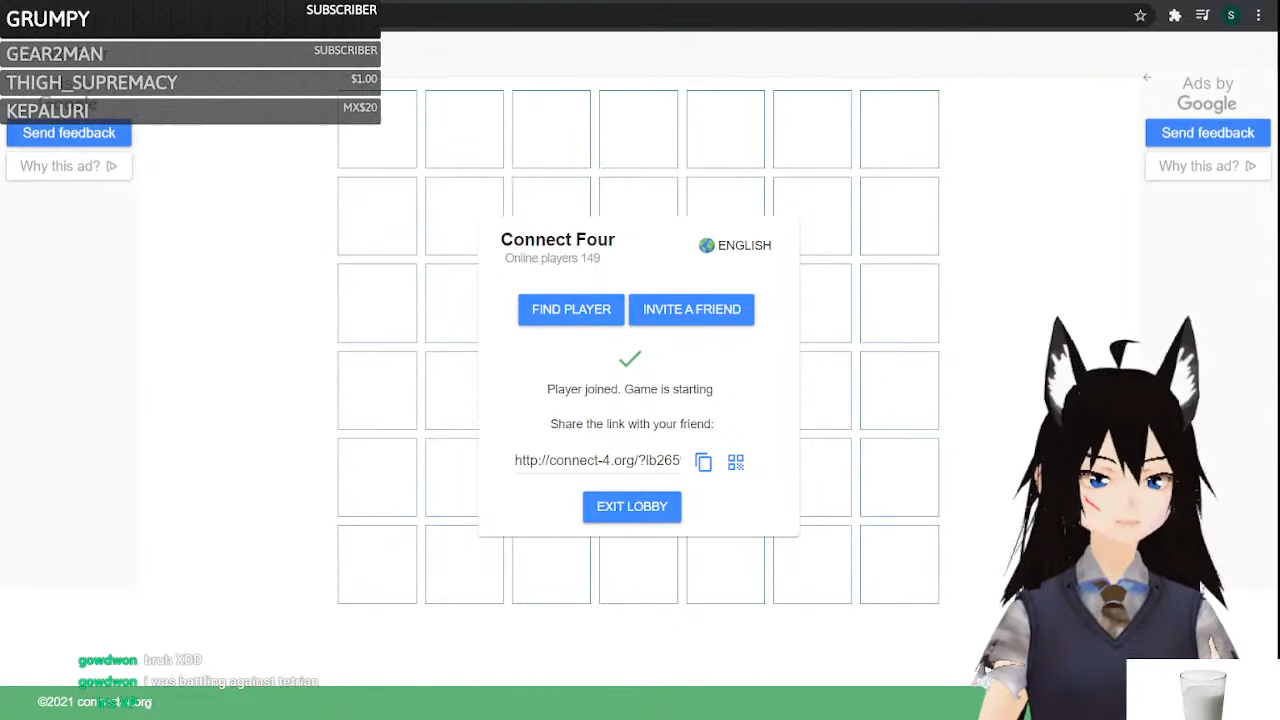 GRUMPY SUBSCRIBER
GEAR2MAN SUBSCRIBER
THIGH_SUPREMACY $1.00
KEPALURI MX$20
Send feedback
Why this ad?
S
Ads by
Google
Send feedback
Why this ad?
Connect Four
Online players 149
ENGLISH
FIND PLAYER
INVITE A FRIEND
Player joined. Game is starting
Share the link with your friend:
http://connect-4.org/?lb265
EXIT LOBBY
gowdwon bruh XDD
gowdwon i was battling against tetrian
©2021